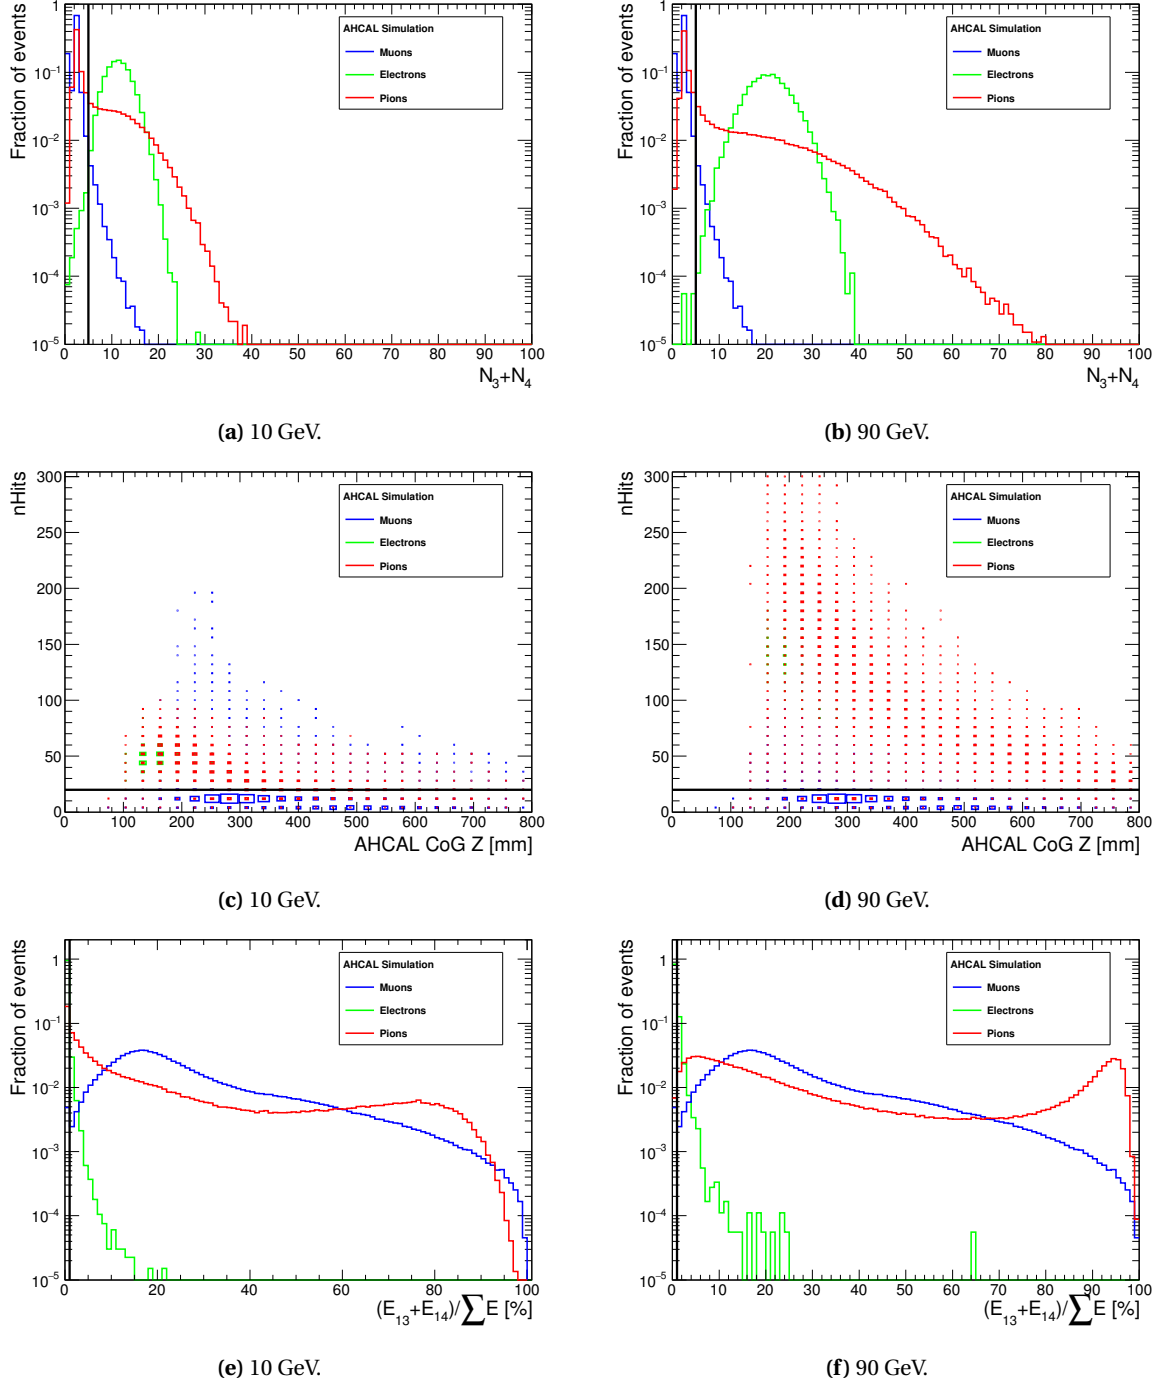 Fraction of events
1
10⁻¹
10⁻²
10⁻³
10⁻⁴
10⁻⁵
AHCAL Simulation
Muons
Electrons
Pions
0 10 20 30 40 50 60 70 80 90 100
N₃+N₄
(a) 10 GeV.
Fraction of events
1
10⁻¹
10⁻²
10⁻³
10⁻⁴
10⁻⁵
AHCAL Simulation
Muons
Electrons
Pions
0 10 20 30 40 50 60 70 80 90 100
N₃+N₄
(b) 90 GeV.
nHits
300
250
200
150
100
50
0
AHCAL Simulation
Muons
Electrons
Pions
0 100 200 300 400 500 600 700 800
AHCAL CoG Z [mm]
(c) 10 GeV.
nHits
300
250
200
150
100
50
0
AHCAL Simulation
Muons
Electrons
Pions
0 100 200 300 400 500 600 700 800
AHCAL CoG Z [mm]
(d) 90 GeV.
Fraction of events
1
10⁻¹
10⁻²
10⁻³
10⁻⁴
10⁻⁵
AHCAL Simulation
Muons
Electrons
Pions
20 40 60 80 100
(E₁₃+E₁₄)/∑E [%]
(e) 10 GeV.
Fraction of events
1
10⁻¹
10⁻²
10⁻³
10⁻⁴
10⁻⁵
AHCAL Simulation
Muons
Electrons
Pions
10 20 30 40 50 60 70 80 90 100
(E₁₃+E₁₄)/∑E [%]
(f) 90 GeV.